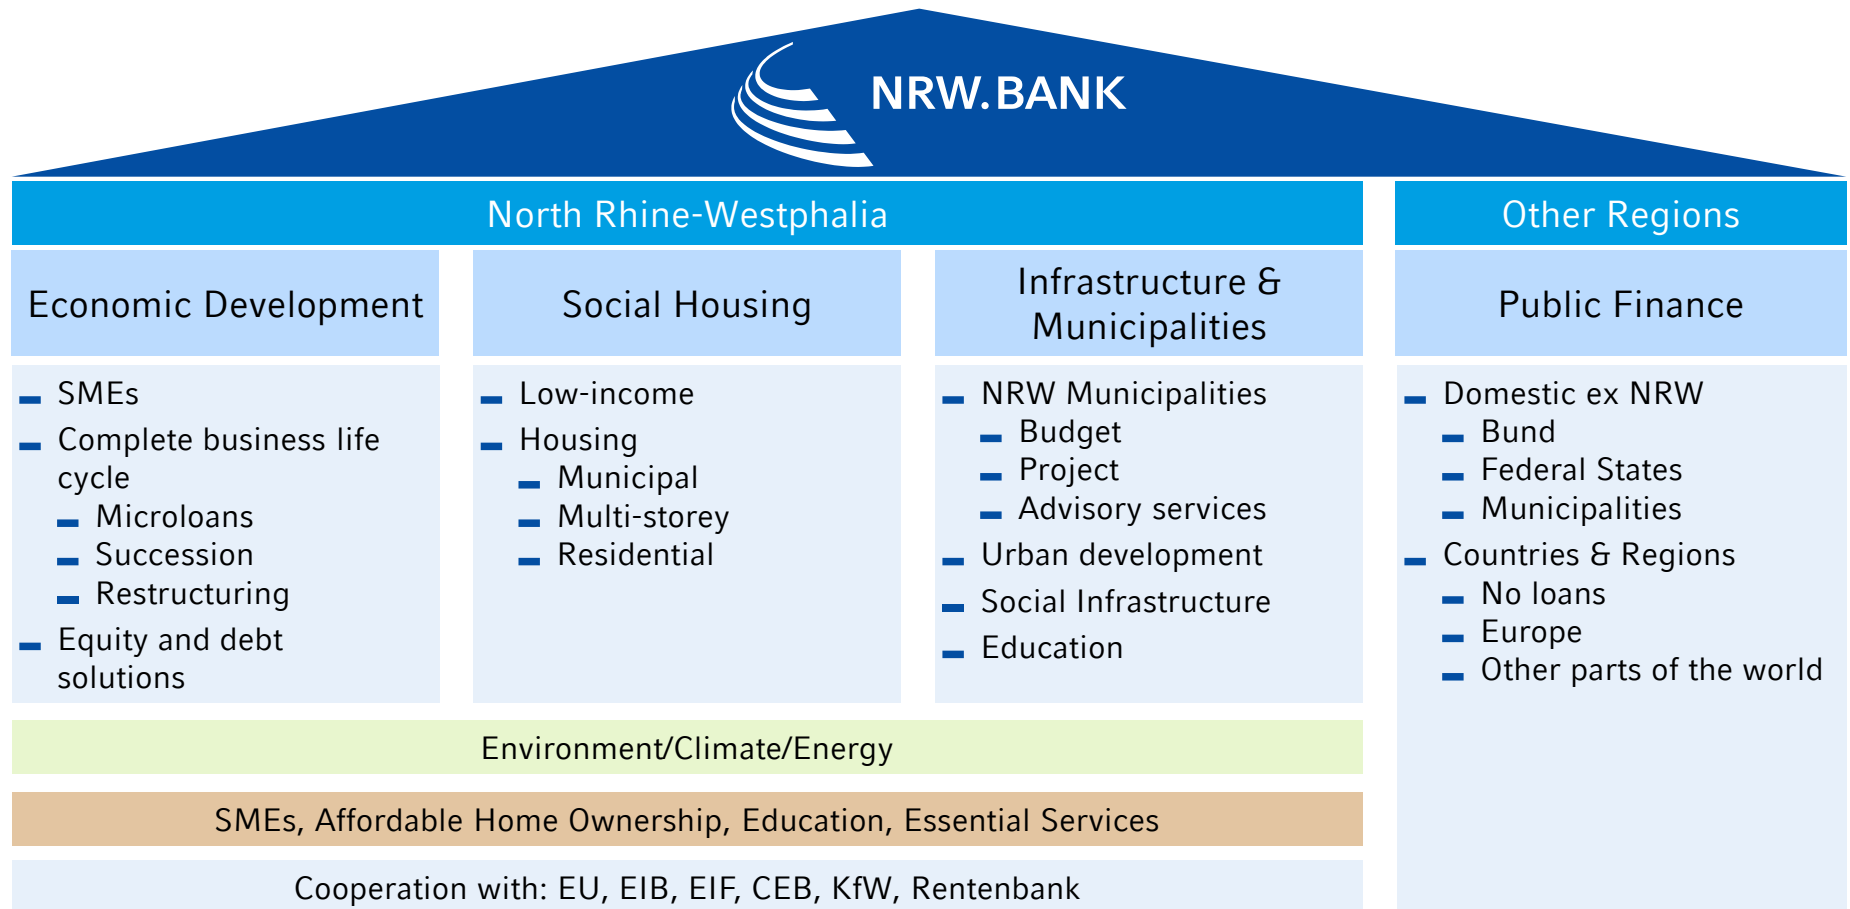 NRW.BANK
North Rhine-Westphalia
Other Regions
Economic Development
Social Housing
Infrastructure &
Municipalities
Public Finance
SMEs
Complete business life
cycle
Microloans
Succession
Restructuring
Equity and debt
solutions
Low-income
Housing
Municipal
Multi-storey
Residential
NRW Municipalities
Budget
Project
Advisory services
Urban development
Social Infrastructure
Education
Domestic ex NRW
Bund
Federal States
Municipalities
Countries & Regions
No loans
Europe
Other parts of the world
Environment/Climate/Energy
SMEs, Affordable Home Ownership, Education, Essential Services
Cooperation with: EU, EIB, EIF, CEB, KfW, Rentenbank